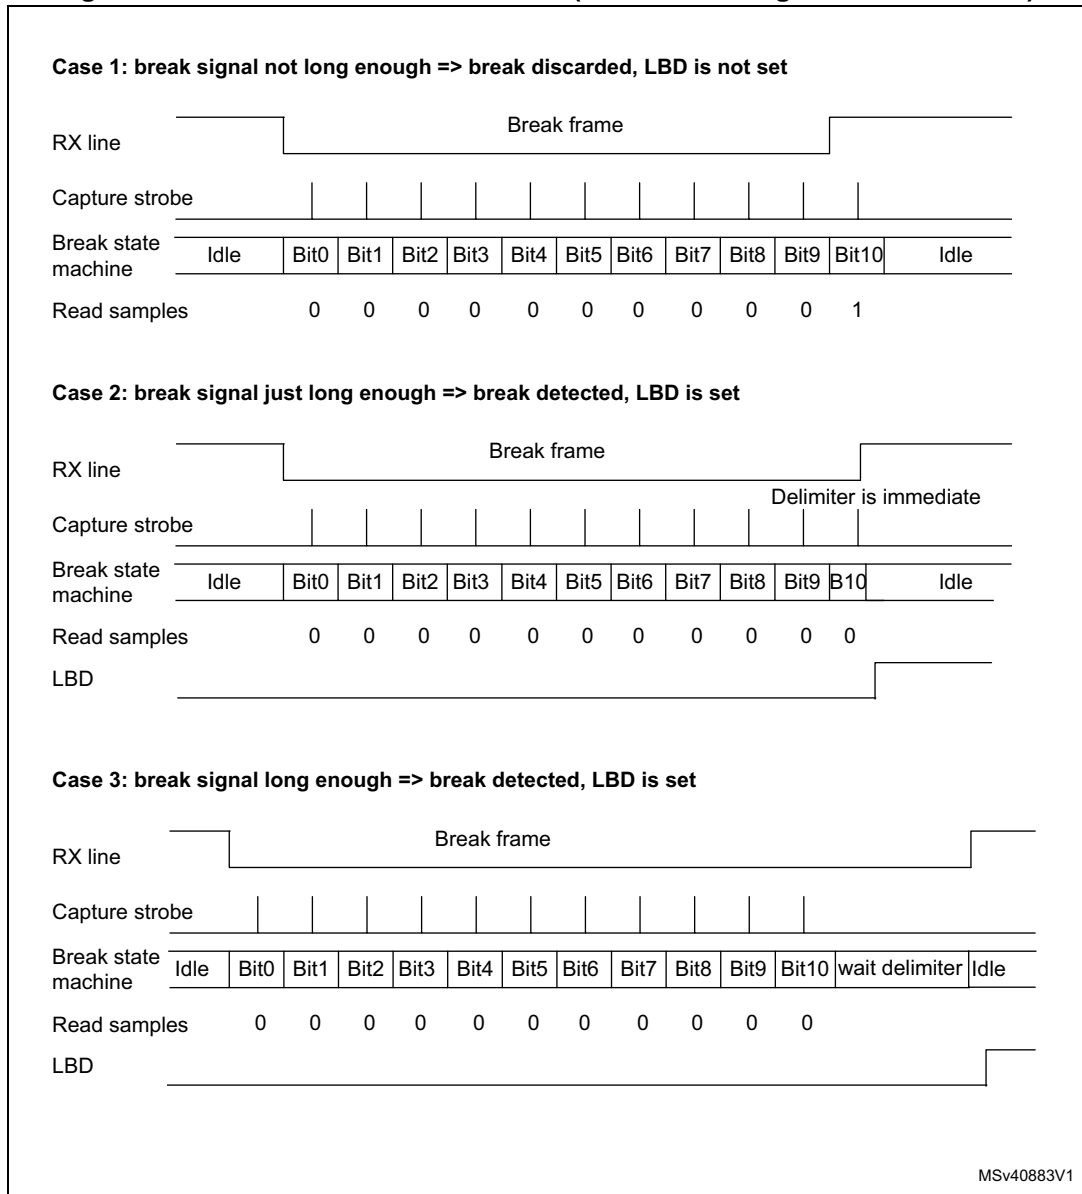 Case 1: break signal not long enough => break discarded, LBD is not set
Break frame
RX line
Capture strobe
Break state machine Idle Bit0 Bit1 Bit2 Bit3 Bit4 Bit5 Bit6 Bit7 Bit8 Bit9 Bit10 Idle
Read samples 0 0 0 0 0 0 0 0 0 0 1
Case 2: break signal just long enough => break detected, LBD is set
Break frame
RX line
Delimiter is immediate
Capture strobe
Break state machine Idle Bit0 Bit1 Bit2 Bit3 Bit4 Bit5 Bit6 Bit7 Bit8 Bit9 B10 Idle
Read samples 0 0 0 0 0 0 0 0 0 0 0
LBD
Case 3: break signal long enough => break detected, LBD is set
Break frame
RX line
Capture strobe
Break state machine Idle Bit0 Bit1 Bit2 Bit3 Bit4 Bit5 Bit6 Bit7 Bit8 Bit9 Bit10 wait delimiter Idle
Read samples 0 0 0 0 0 0 0 0 0 0 0
LBD
MSv40883V1